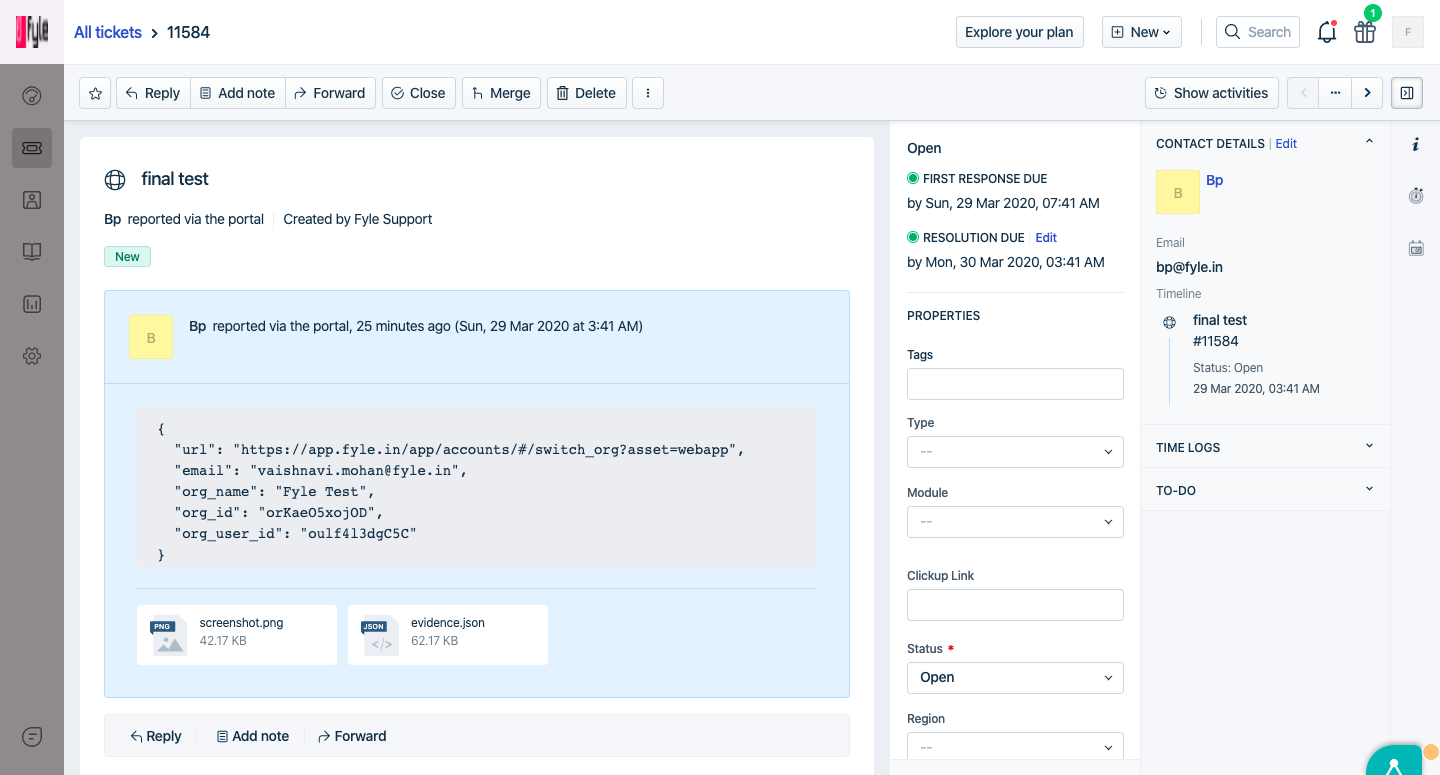 Fyle
All tickets > 11584
Explore your plan
New
Search
1
F
Reply
Add note
Forward
Close
Merge
Delete
Show activities
final test
Bp reported via the portal
Created by Fyle Support
New
B
Bp reported via the portal, 25 minutes ago (Sun, 29 Mar 2020 at 3:41 AM)
{
"url": "https://app.fyle.in/app/accounts/#/switch_org?asset=webapp",
"email": "vaishnavi.mohan@fyle.in",
"org_name": "Fyle Test",
"org_id": "orKaeO5xojOD",
"org_user_id": "oulf4l3dgC5C"
}
PNG
screenshot.png
42.17 KB
JSON
</>
evidence.json
62.17 KB
Reply
Add note
Forward
Open
FIRST RESPONSE DUE
by Sun, 29 Mar 2020, 07:41 AM
RESOLUTION DUE
Edit
by Mon, 30 Mar 2020, 03:41 AM
PROPERTIES
Tags
Type
--
Module
--
Clickup Link
Status *
Open
Region
--
CONTACT DETAILS | Edit
B
Bp
Email
bp@fyle.in
Timeline
final test
#11584
Status: Open
29 Mar 2020, 03:41 AM
TIME LOGS
TO-DO
i